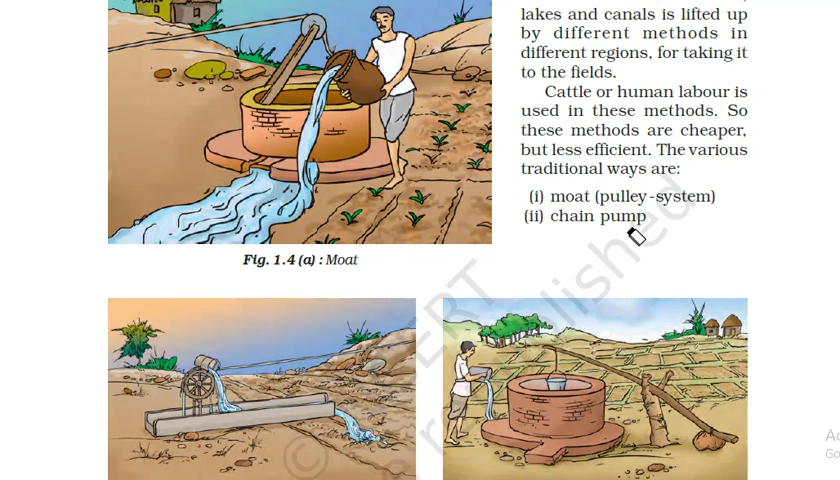 lakes and canals is lifted up
by different methods in
different regions, for taking it
to the fields.
Cattle or human labour is
used in these methods. So
these methods are cheaper,
but less efficient. The various
traditional ways are:
(i) moat (pulley-system)
(ii) chain pump
Fig. 1.4 (a) : Moat